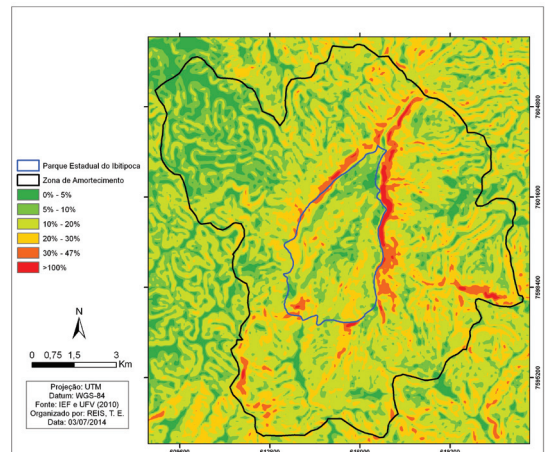 Parque Estadual do Ibitipoca
Zona de Amortecimento
0% - 5%
5% - 10%
10% - 20%
20% - 30%
30% - 47%
>100%
N
0 0,75 1,5 3
Km
Projeção: UTM
Datum: WGS-84
Fonte: IEF e UFV (2010)
Organizado por: REIS, T. E.
Data: 03/07/2014
7604800
7601600
7598400
7595200